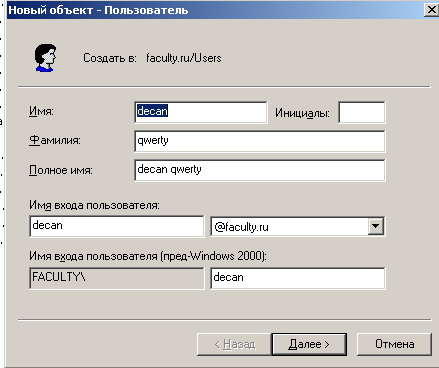 Новый объект - Пользователь
Создать в: faculty.ru/Users
Имя: decan Инициалы:
Фамилия: qwerty
Полное имя: decan qwerty
Имя входа пользователя:
decan @faculty.ru
Имя входа пользователя (пред-Windows 2000):
FACULTY\ decan
< Назад Далее > Отмена